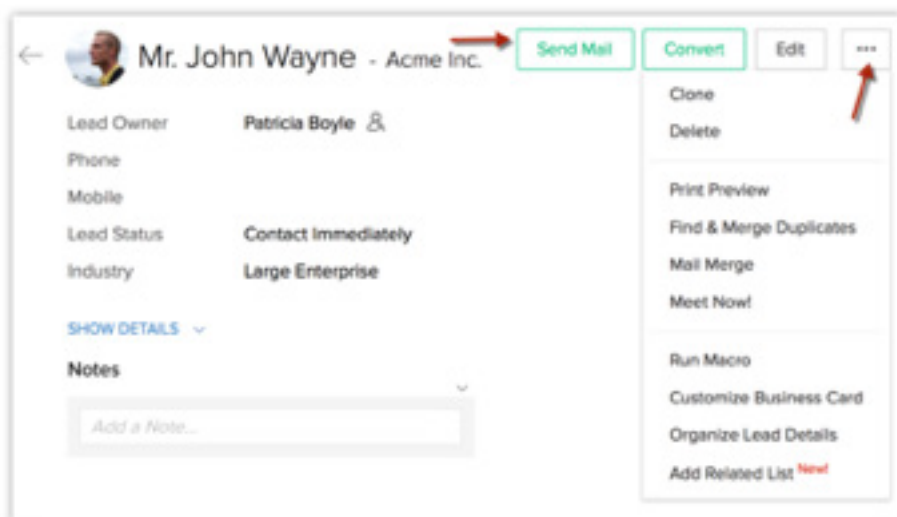 Mr. John Wayne - Acme Inc. Send Mail Convert Edit ...
Lead Owner Patricia Boyle
Phone
Mobile
Lead Status Contact Immediately
Industry Large Enterprise
SHOW DETAILS
Notes
Add a Note...
Clone
Delete
Print Preview
Find & Merge Duplicates
Mail Merge
Meet Now!
Run Macro
Customize Business Card
Organize Lead Details
Add Related List New!